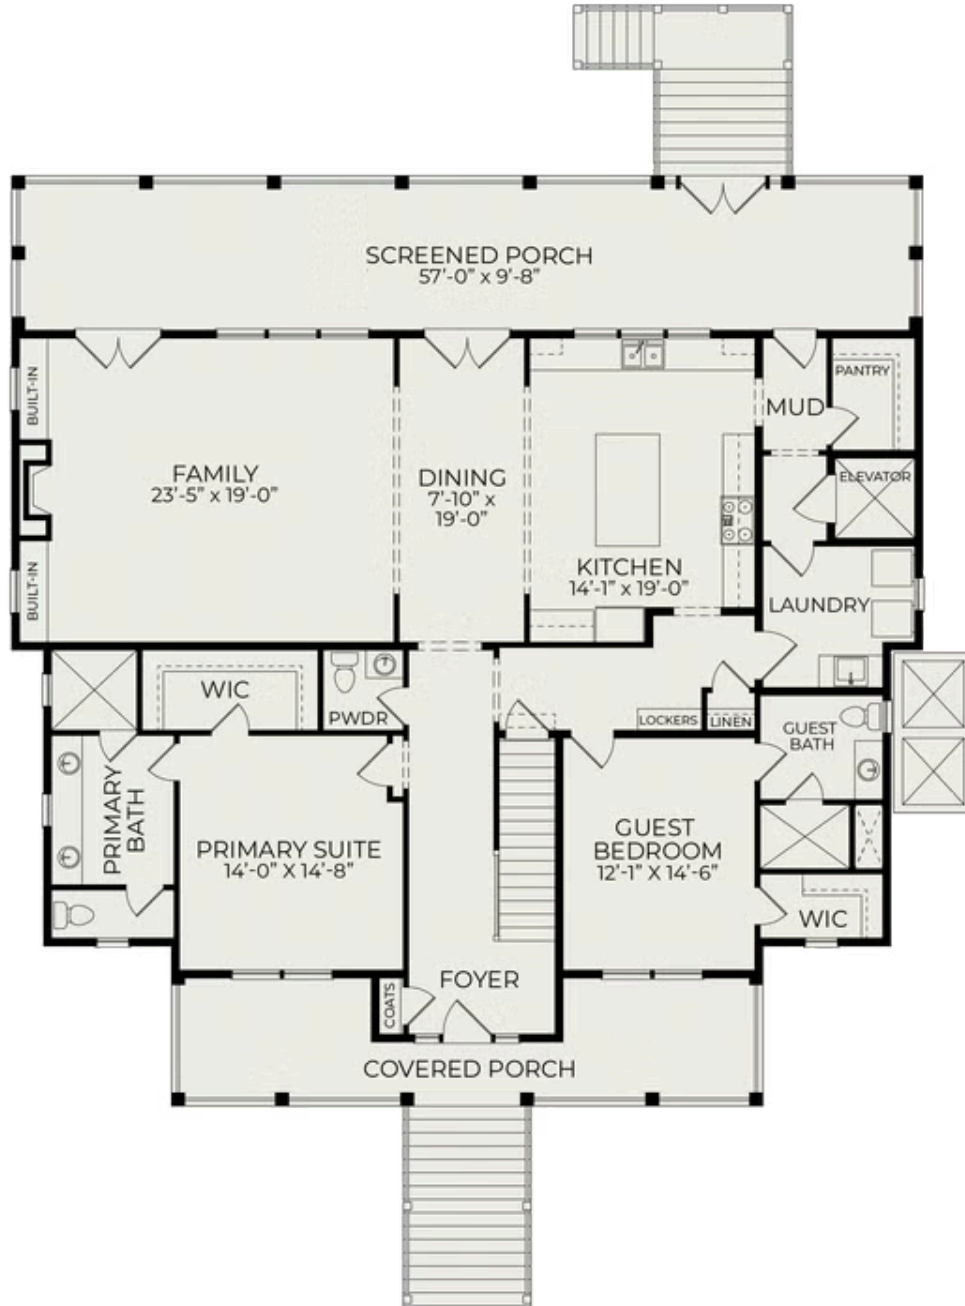 SCREENED PORCH
57'-0" x 9'-8"
BUILT-IN
PANTRY
MUD
FAMILY
23'-5" x 19'-0"
DINING
7'-10" x
19'-0"
ELEVATOR
KITCHEN
14'-1" x 19'-0"
BUILT-IN
LAUNDRY
WIC
PWDR
LOCKERS
LINEN
GUEST
BATH
PRIMARY
BATH
PRIMARY SUITE
14'-0" X 14'-8"
GUEST
BEDROOM
12'-1" X 14'-6"
WIC
FOYER
COATS
COVERED PORCH